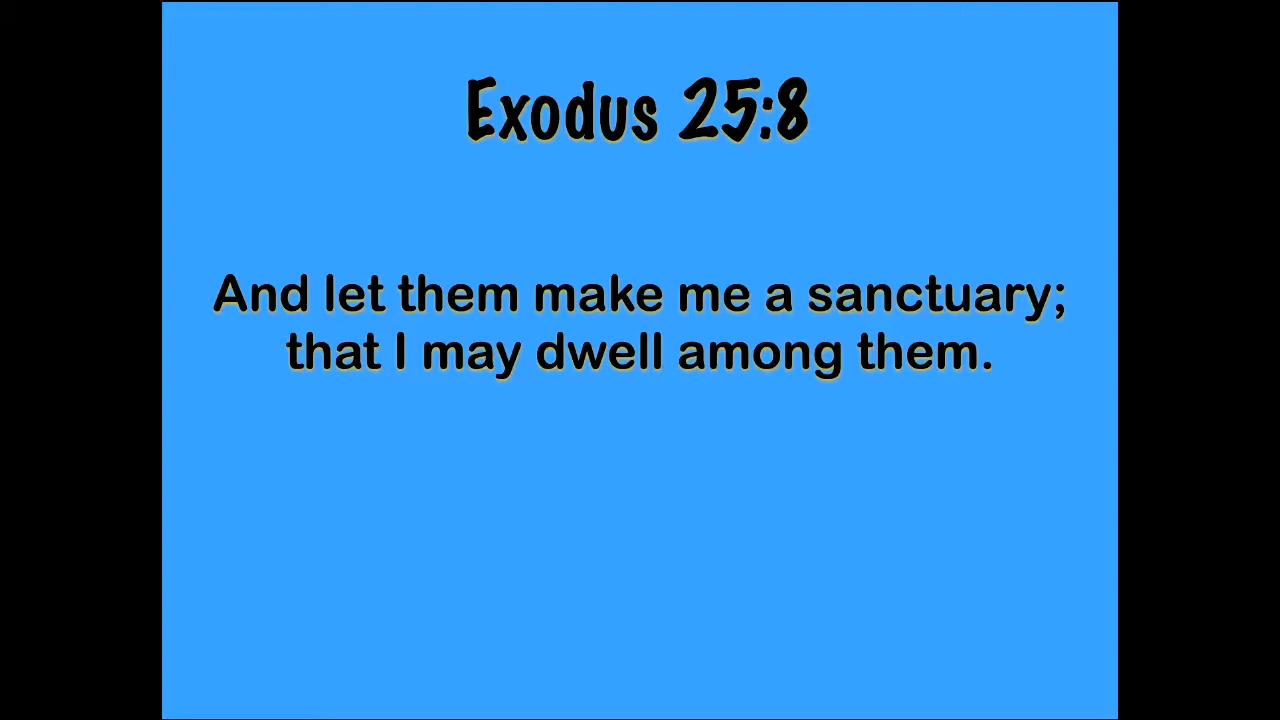 Exodus 25:8
And let them make me a sanctuary;
that I may dwell among them.